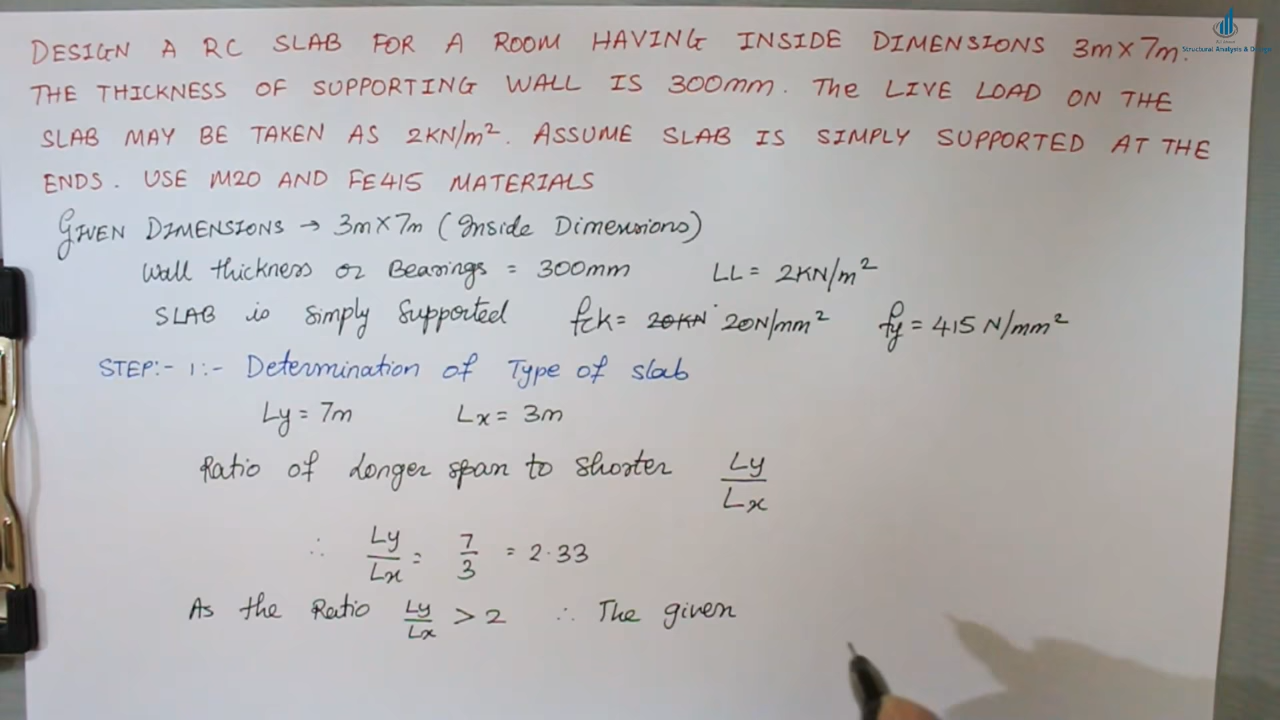 Structural Analysis & Design
DESIGN A RC SLAB FOR A ROOM HAVING INSIDE DIMENSIONS 3m x 7m.
THE THICKNESS OF SUPPORTING WALL IS 300mm. The LIVE LOAD ON THE
SLAB MAY BE TAKEN AS 2KN/m². ASSUME SLAB IS SIMPLY SUPPORTED AT THE
ENDS. USE M20 AND FE415 MATERIALS
GIVEN DIMENSIONS → 3m x 7m (Inside Dimensions)
Wall thickness or Bearings = 300mm LL = 2KN/m²
SLAB is Simply Supported fck = 20KN 20N/mm² fy = 415 N/mm²
STEP:- 1:- Determination of Type of slab
Ly = 7m Lx = 3m
Ratio of longer span to shorter Ly/Lx
∴ Ly/Lx = 7/3 = 2.33
As the Ratio Ly/Lx > 2 ∴ The given